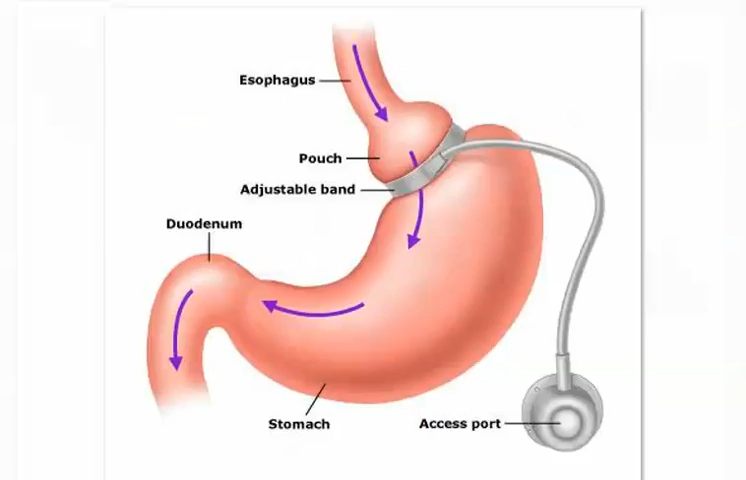 Esophagus
Pouch
Adjustable band
Duodenum
Stomach
Access port